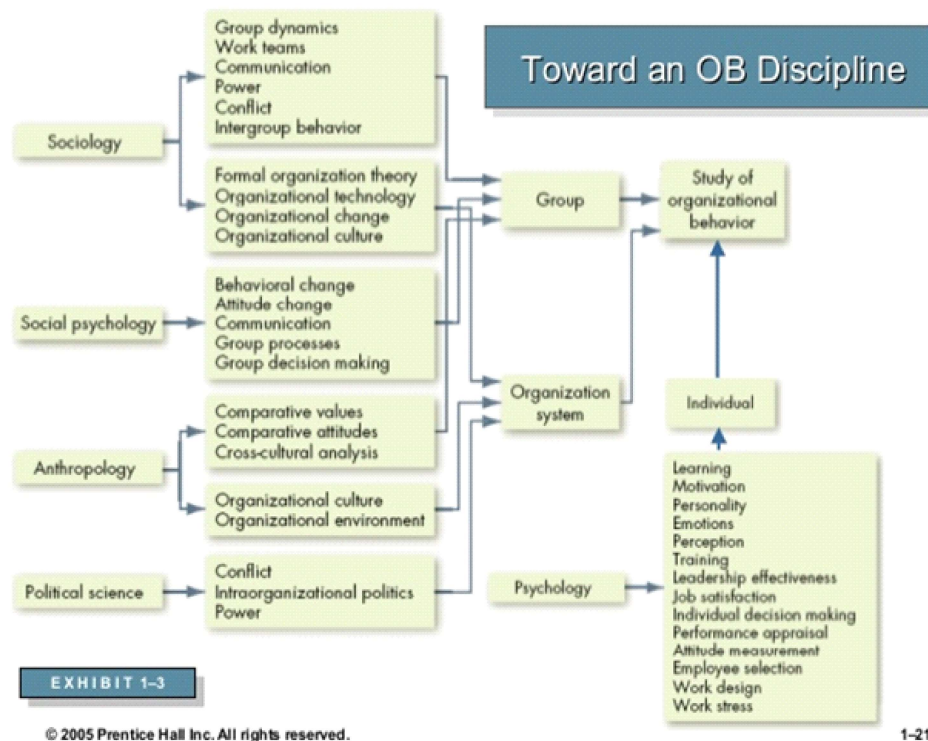 Toward an OB Discipline
Sociology
Group dynamics
Work teams
Communication
Power
Conflict
Intergroup behavior
Formal organization theory
Organizational technology
Organizational change
Organizational culture
Social psychology
Behavioral change
Attitude change
Communication
Group processes
Group decision making
Anthropology
Comparative values
Comparative attitudes
Cross-cultural analysis
Organizational culture
Organizational environment
Political science
Conflict
Intraorganizational politics
Power
Group
Organization
system
Study of
organizational
behavior
Individual
Psychology
Learning
Motivation
Personality
Emotions
Perception
Training
Leadership effectiveness
Job satisfaction
Individual decision making
Performance appraisal
Attitude measurement
Employee selection
Work design
Work stress
EXHIBIT 1–3
© 2005 Prentice Hall Inc. All rights reserved.
1–21